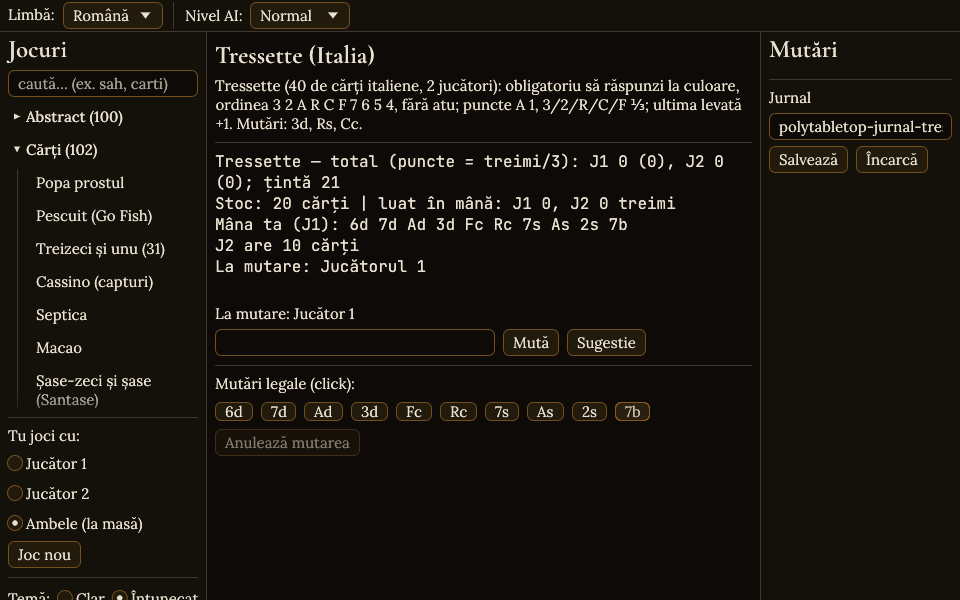 Limbă: Română Nivel AI: Normal
Jocuri
caută... (ex. sah, carti)
Abstract (100)
Cărți (102)
Popa prostul
Pescuit (Go Fish)
Treizeci și unu (31)
Cassino (capturi)
Septica
Macao
Șase-zeci și șase
(Santase)
Tu joci cu:
Jucător 1
Jucător 2
Ambele (la masă)
Joc nou
Temă: Clar Întunecat
Tressette (Italia)
Tressette (40 de cărți italiene, 2 jucători): obligatoriu să răspunzi la culoare,
ordinea 3 2 A R C F 7 6 5 4, fără atu; puncte A 1, 3/2/R/C/F ⅓; ultima levată
+1. Mutări: 3d, Rs, Cc.
Tressette — total (puncte = treimi/3): J1 0 (0), J2 0
(0); țintă 21
Stoc: 20 cărți | luat în mână: J1 0, J2 0 treimi
Mâna ta (J1): 6d 7d Ad 3d Fc Rc 7s As 2s 7b
J2 are 10 cărți
La mutare: Jucătorul 1
La mutare: Jucător 1
Mută Sugestie
Mutări legale (click):
6d 7d Ad 3d Fc Rc 7s As 2s 7b
Anulează mutarea
Mutări
Jurnal
polytabletop-jurnal-tre
Salvează Încarcă